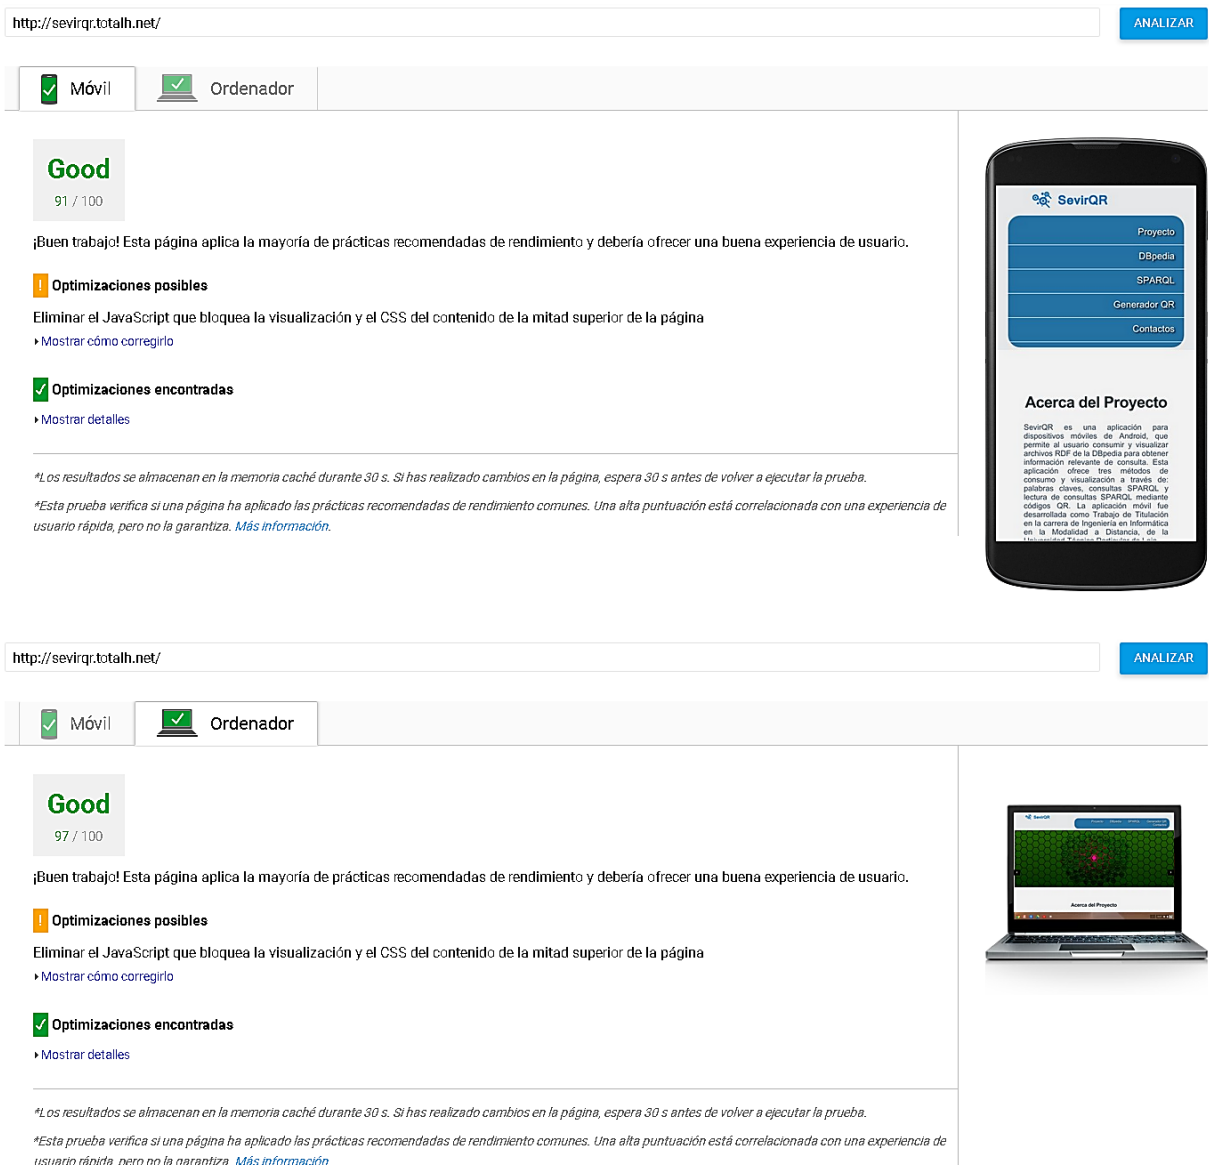 http://sevirqr.totalh.net/
ANALIZAR
Móvil
Ordenador
Good
91 / 100
¡Buen trabajo! Esta página aplica la mayoría de prácticas recomendadas de rendimiento y debería ofrecer una buena experiencia de usuario.
! Optimizaciones posibles
Eliminar el JavaScript que bloquea la visualización y el CSS del contenido de la mitad superior de la página
Mostrar cómo corregirlo
Optimizaciones encontradas
Mostrar detalles
*Los resultados se almacenan en la memoria caché durante 30 s. Si has realizado cambios en la página, espera 30 s antes de volver a ejecutar la prueba.
*Esta prueba verifica si una página ha aplicado las prácticas recomendadas de rendimiento comunes. Una alta puntuación está correlacionada con una experiencia de
usuario rápida, pero no la garantiza. Más información.
SevirQR
Proyecto
DBpedia
SPARQL
Generador QR
Contactos
Acerca del Proyecto
SevirQR es una aplicación para
dispositivos móviles de Android, que
permite al usuario consumir y visualizar
archivos RDF de la DBpedia para obtener
información relevante de consulta. Esta
aplicación ofrece tres métodos de
consumo y visualización a través de:
palabras claves, consultas SPARQL y
lectura de consultas SPARQL mediante
códigos QR. La aplicación móvil fue
desarrollada como Trabajo de Titulación
en la carrera de Ingeniería en Informática
en la Modalidad a Distancia, de la
Universidad Técnica Particular de Loja
http://sevirqr.totalh.net/
ANALIZAR
Móvil
Ordenador
Good
97 / 100
¡Buen trabajo! Esta página aplica la mayoría de prácticas recomendadas de rendimiento y debería ofrecer una buena experiencia de usuario.
! Optimizaciones posibles
Eliminar el JavaScript que bloquea la visualización y el CSS del contenido de la mitad superior de la página
Mostrar cómo corregirlo
Optimizaciones encontradas
Mostrar detalles
*Los resultados se almacenan en la memoria caché durante 30 s. Si has realizado cambios en la página, espera 30 s antes de volver a ejecutar la prueba.
*Esta prueba verifica si una página ha aplicado las prácticas recomendadas de rendimiento comunes. Una alta puntuación está correlacionada con una experiencia de
usuario rápida, pero no la garantiza. Más información.
SevirQR
Proyecto DBpedia SPARQL Generador QR
Contactos
Acerca del Proyecto